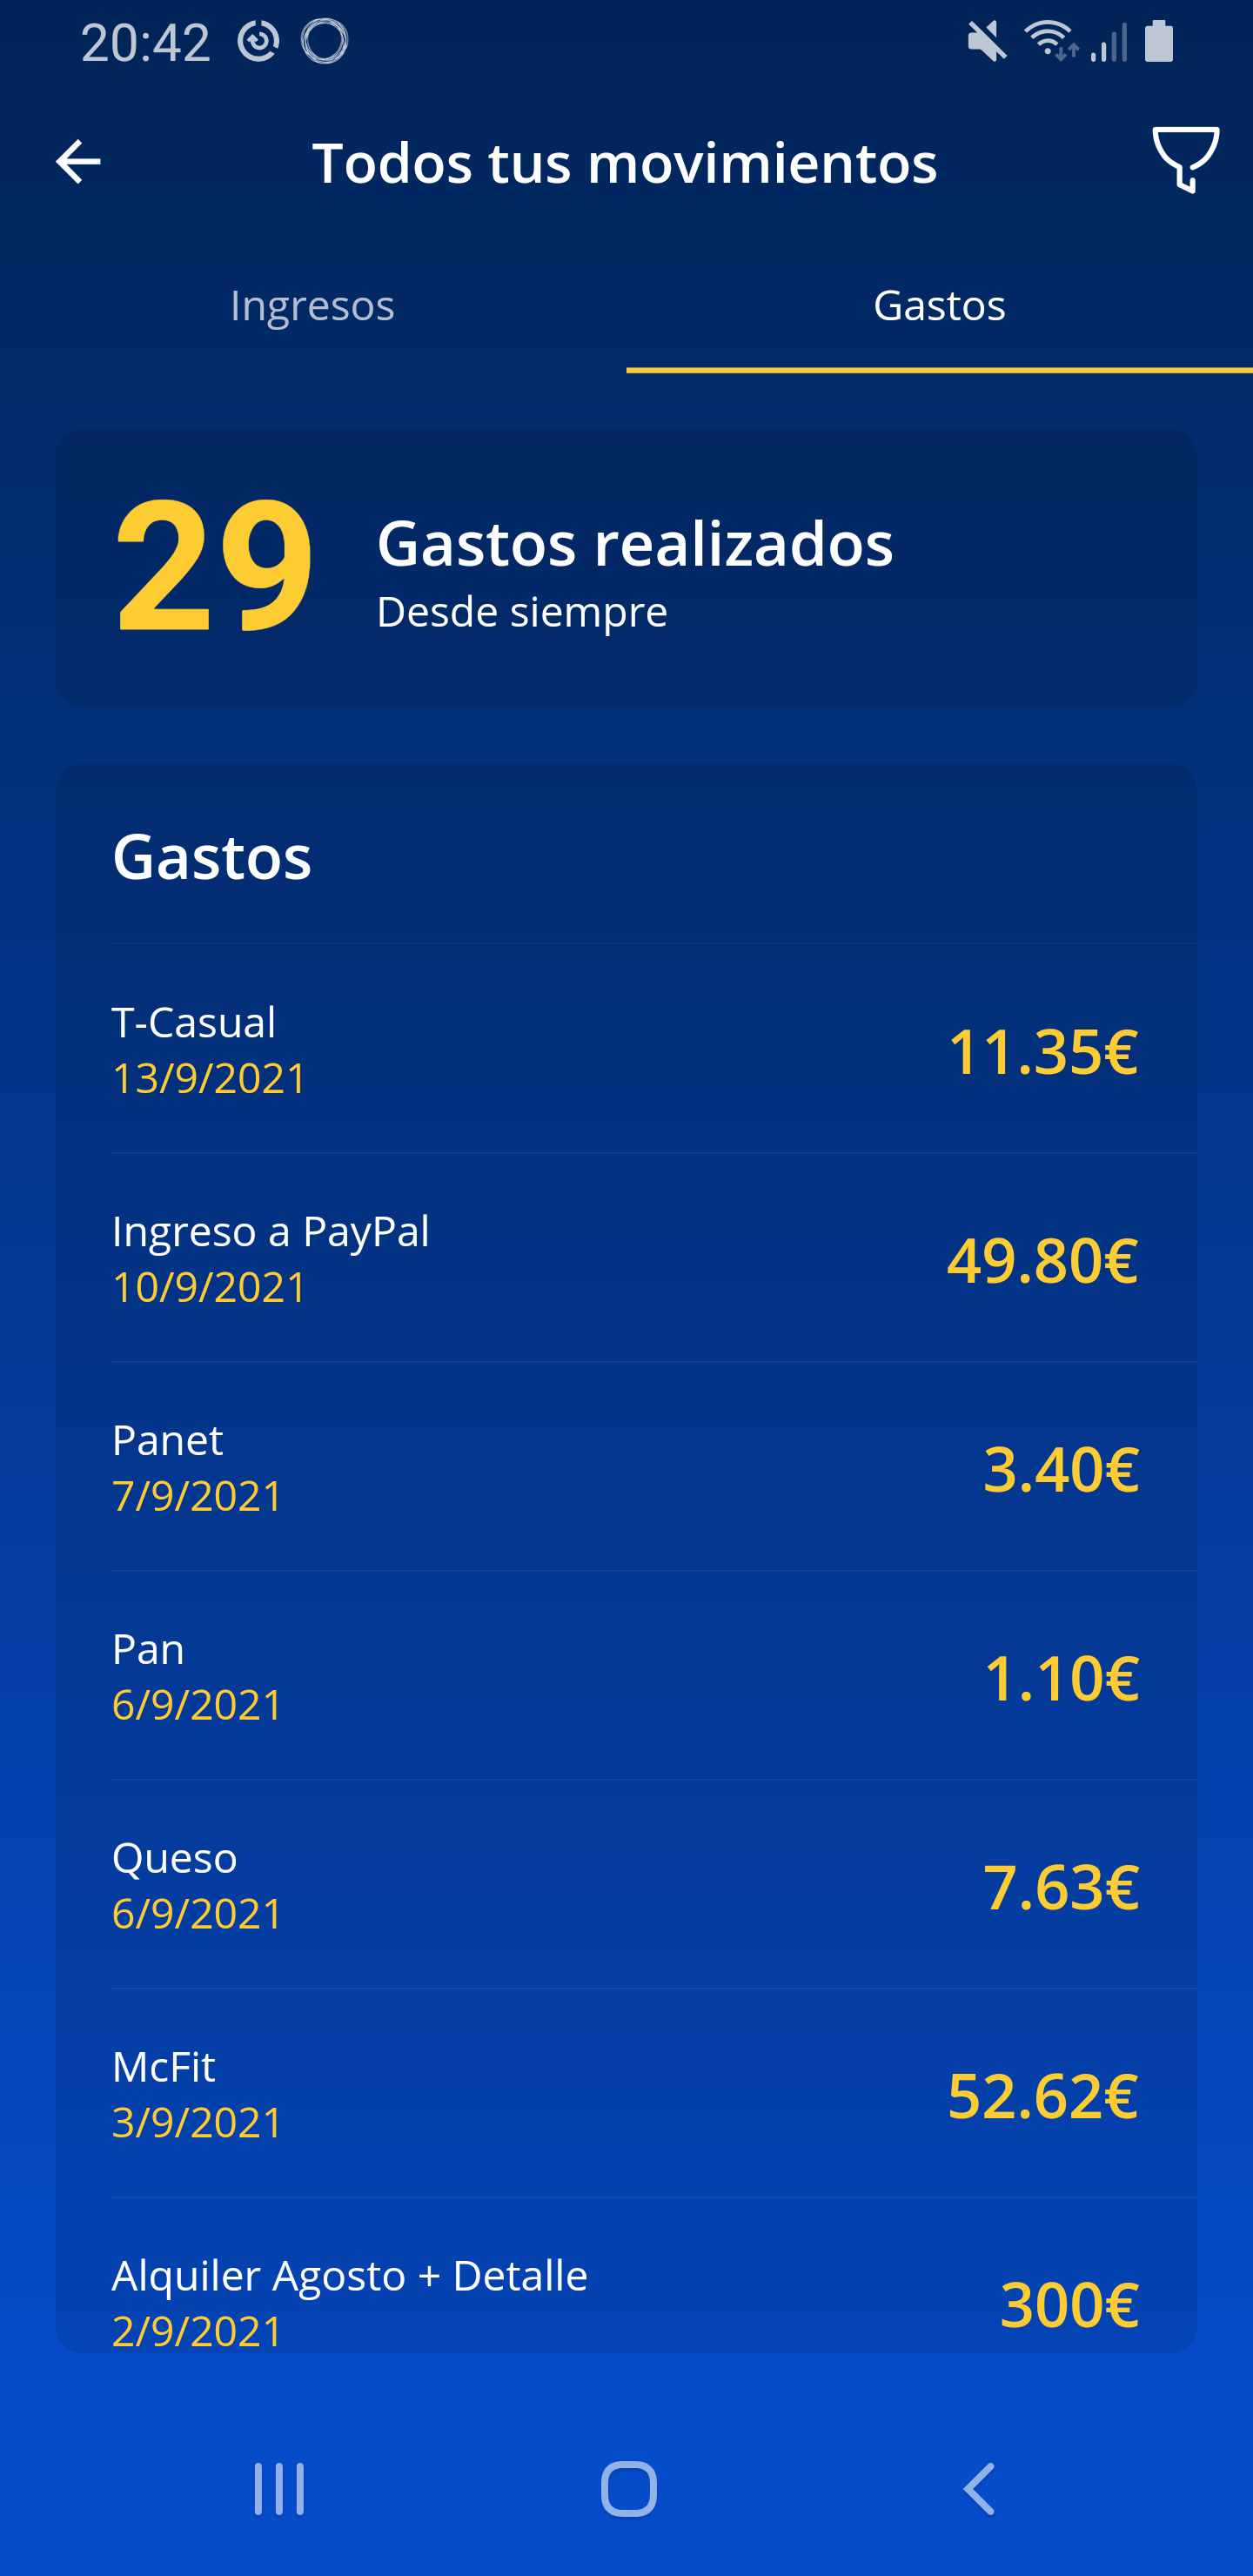 20:42
Todos tus movimientos
Ingresos Gastos
29
Gastos realizados
Desde siempre
Gastos
T-Casual
13/9/2021
11.35€
Ingreso a PayPal
10/9/2021
49.80€
Panet
7/9/2021
3.40€
Pan
6/9/2021
1.10€
Queso
6/9/2021
7.63€
McFit
3/9/2021
52.62€
Alquiler Agosto + Detalle
2/9/2021
300€